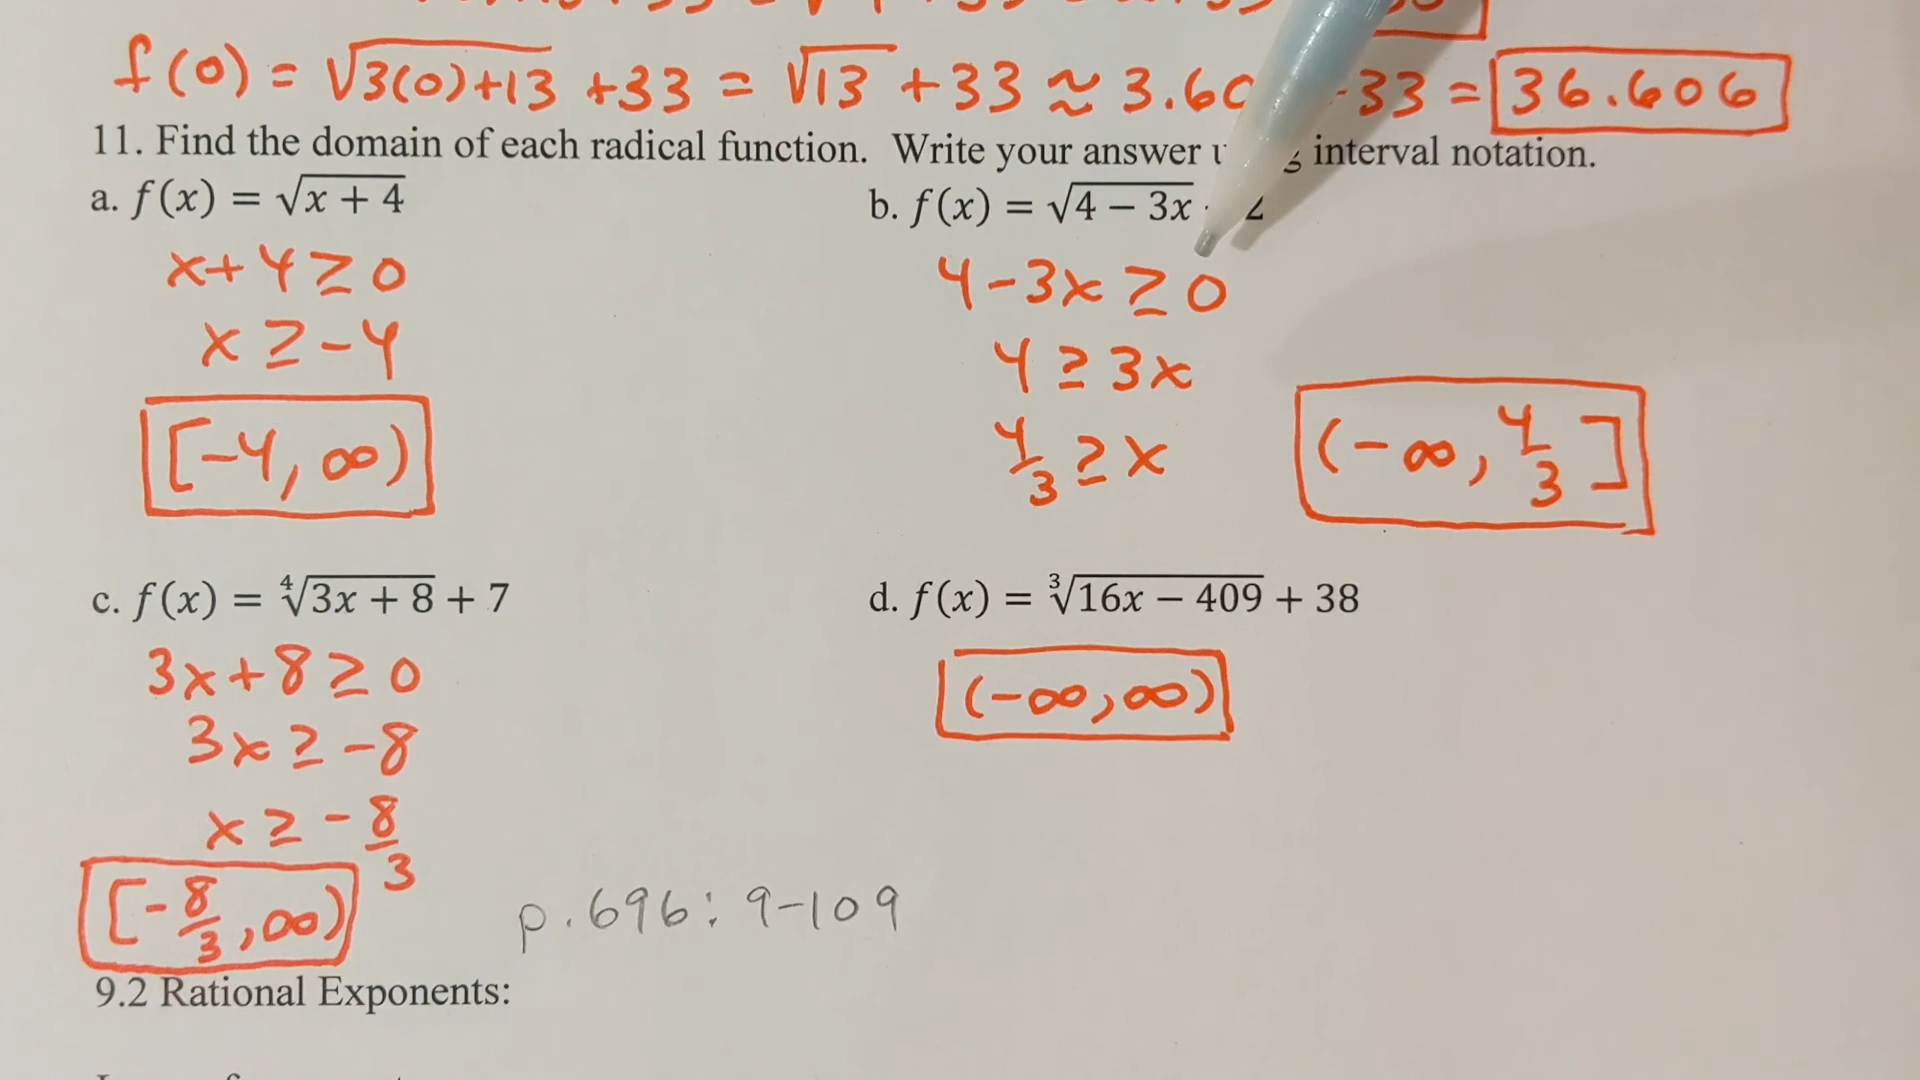 f(0) = √3(0)+13 + 33 = √13 + 33 ≈ 3.60 33 = 36.606
11. Find the domain of each radical function. Write your answer interval notation.
a. f(x) = √x + 4
b. f(x) = √4 − 3x
x+4 ≥ 0
x ≥ -4
[-4, ∞)
4-3x ≥ 0
4 ≥ 3x
4/3 ≥ x
(-∞, 4/3]
c. f(x) = ∜3x + 8 + 7
d. f(x) = ∛16x − 409 + 38
3x+8 ≥ 0
3x ≥ -8
x ≥ -8/3
[-8/3, ∞)
(-∞, ∞)
p.696: 9-109
9.2 Rational Exponents: